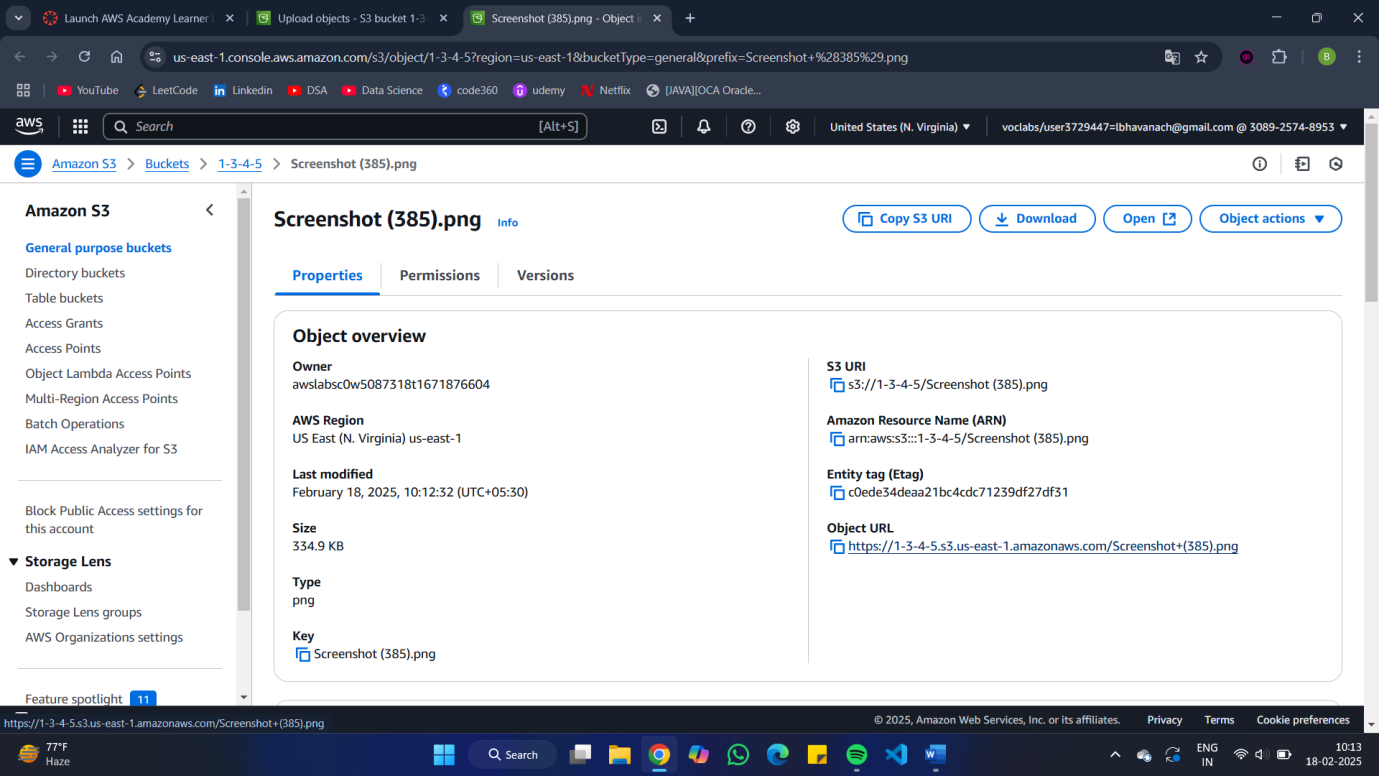 Launch AWS Academy Learner
Upload objects - S3 bucket 1-3-
Screenshot (385).png - Object i
us-east-1.console.aws.amazon.com/s3/object/1-3-4-5?region=us-east-1&bucketType=general&prefix=Screenshot+%28385%29.png
B
YouTube
LeetCode
Linkedin
DSA
Data Science
code360
udemy
Netflix
[JAVA][OCA Oracle...
aws
Search
[Alt+S]
United States (N. Virginia)
voclabs/user3729447=lbhavanach@gmail.com @ 3089-2574-8953
Amazon S3
Buckets
1-3-4-5
Screenshot (385).png
Amazon S3
General purpose buckets
Directory buckets
Table buckets
Access Grants
Access Points
Object Lambda Access Points
Multi-Region Access Points
Batch Operations
IAM Access Analyzer for S3
Block Public Access settings for
this account
Storage Lens
Dashboards
Storage Lens groups
AWS Organizations settings
Feature spotlight 11
Screenshot (385).png Info
Copy S3 URI
Download
Open
Object actions
Properties
Permissions
Versions
Object overview
Owner
awslabsc0w5087318t1671876604
AWS Region
US East (N. Virginia) us-east-1
Last modified
February 18, 2025, 10:12:32 (UTC+05:30)
Size
334.9 KB
Type
png
Key
Screenshot (385).png
S3 URI
s3://1-3-4-5/Screenshot (385).png
Amazon Resource Name (ARN)
arn:aws:s3:::1-3-4-5/Screenshot (385).png
Entity tag (Etag)
c0ede34deaa21bc4cdc71239df27df31
Object URL
https://1-3-4-5.s3.us-east-1.amazonaws.com/Screenshot+(385).png
https://1-3-4-5.s3.us-east-1.amazonaws.com/Screenshot+(385).png
© 2025, Amazon Web Services, Inc. or its affiliates.
Privacy
Terms
Cookie preferences
77°F
Haze
Search
ENG
IN
10:13
18-02-2025